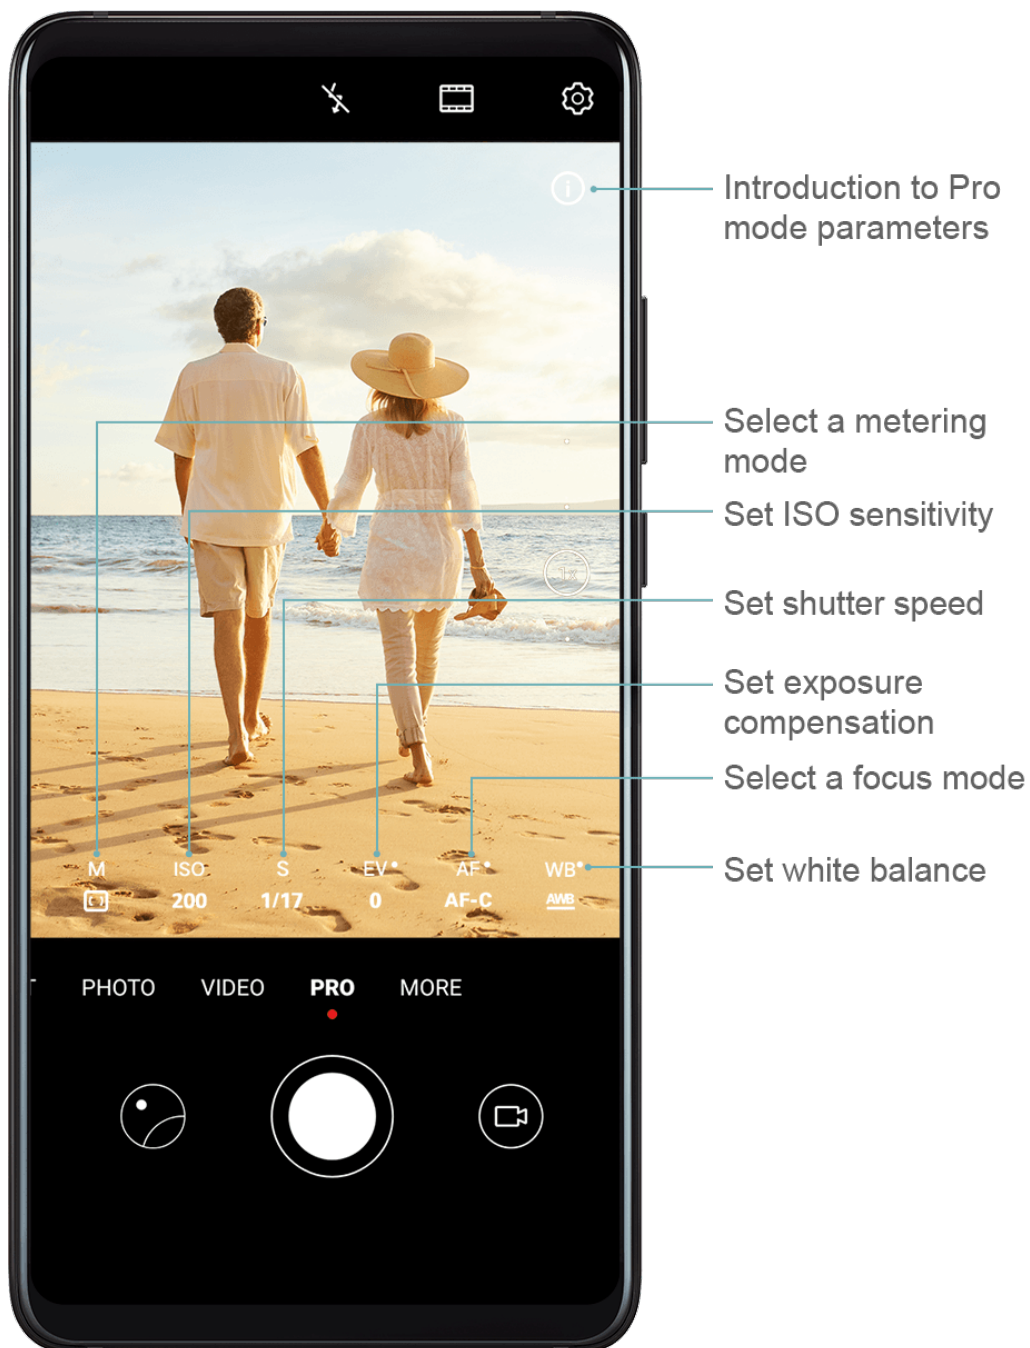 i
Introduction to Pro
mode parameters
Select a metering
mode
Set ISO sensitivity
1x
Set shutter speed
Set exposure
compensation
Select a focus mode
Set white balance
M ISO S EV AF WB
200 1/17 0 AF-C AWB
T PHOTO VIDEO PRO MORE